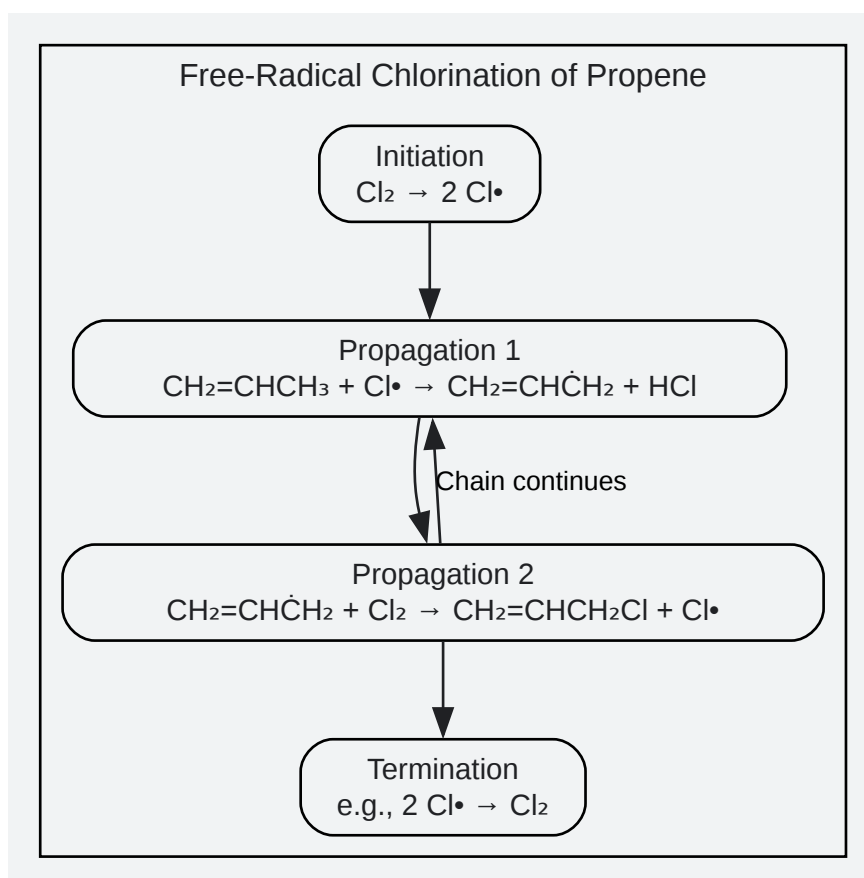 Free-Radical Chlorination of Propene
Initiation
Cl₂ → 2 Cl•
Propagation 1
CH₂=CHCH₃ + Cl• → CH₂=CHĊH₂ + HCl
Chain continues
Propagation 2
CH₂=CHĊH₂ + Cl₂ → CH₂=CHCH₂Cl + Cl•
Termination
e.g., 2 Cl• → Cl₂